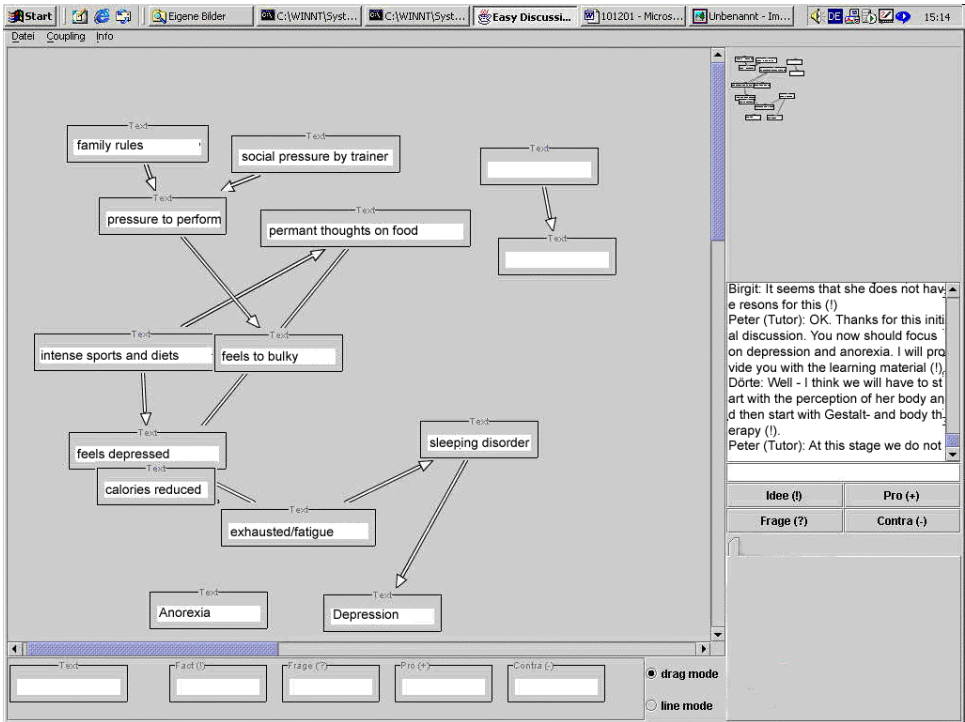 Start
Eigene Bilder
C:\WINNT\Syst...
C:\WINNT\Syst...
Easy Discussi...
101201 - Micros...
Unbenannt - Im...
DE
15:14
Datei Coupling Info
Text
family rules
Text
social pressure by trainer
Text
Text
pressure to perform
Text
permant thoughts on food
Text
Text
intense sports and diets
Text
feels to bulky
Text
feels depressed
Text
calories reduced
Text
sleeping disorder
Text
exhausted/fatigue
Text
Anorexia
Text
Depression
Birgit: It seems that she does not hav
e resons for this (!)
Peter (Tutor): OK. Thanks for this initi
al discussion. You now should focus
on depression and anorexia. I will pro
vide you with the learning material (!)
Dörte: Well - I think we will have to st
art with the perception of her body an
d then start with Gestalt- and body th
erapy (!).
Peter (Tutor): At this stage we do not
Idee (!)
Pro (+)
Frage (?)
Contra (-)
Text
Fact (!)
Frage (?)
Pro (+)
Contra (-)
drag mode
line mode